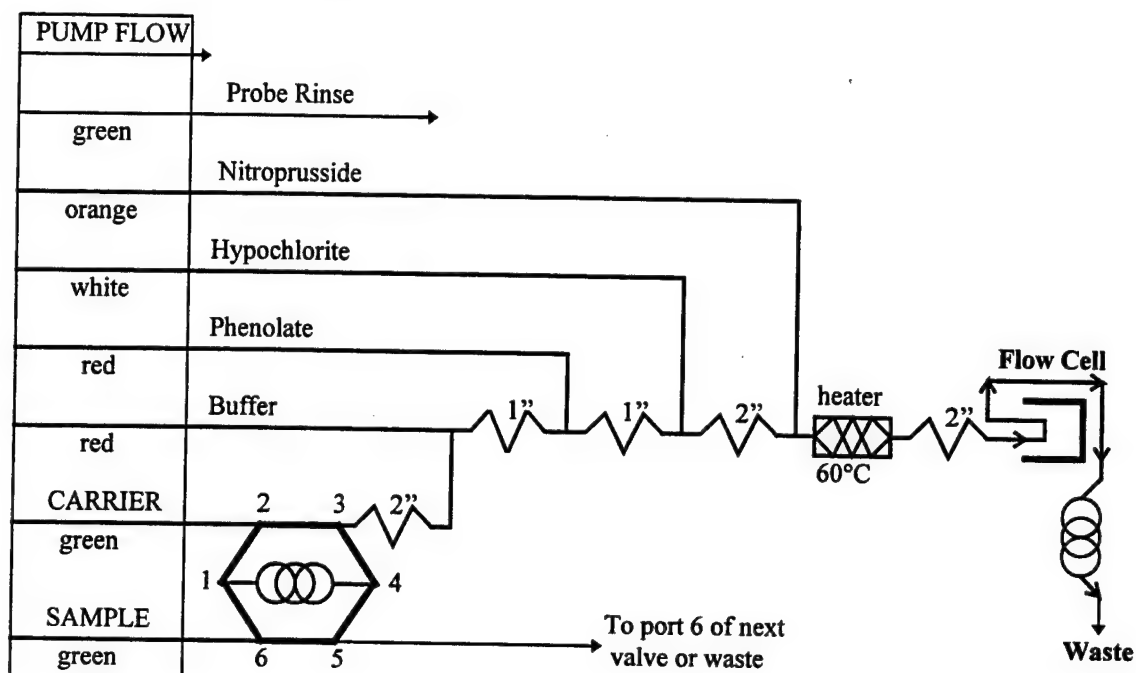 PUMP FLOW
Probe Rinse
green
Nitroprusside
orange
Hypochlorite
white
Phenolate
red
Buffer
red
1”
1”
2”
heater
60°C
2”
Flow Cell
CARRIER
green
2
3
2”
1
4
SAMPLE
green
6
5
To port 6 of next
valve or waste
Waste